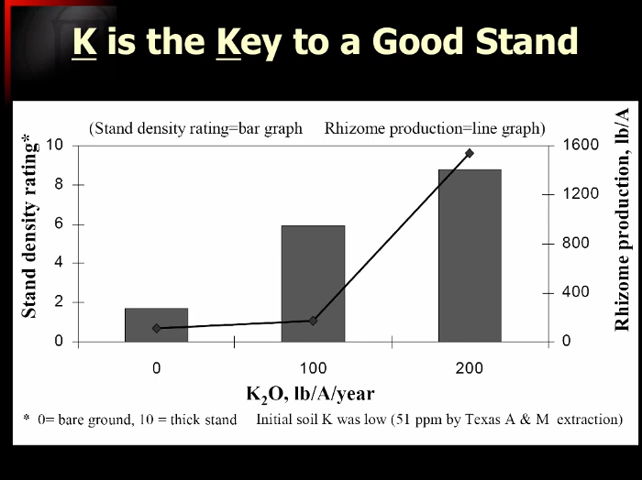 K is the Key to a Good Stand
(Stand density rating=bar graph Rhizome production=line graph)
Stand density rating*
10
8
6
4
2
0
1600
1200
800
400
0
Rhizome production, lb/A
0 100 200
K₂O, lb/A/year
* 0= bare ground, 10 = thick stand Initial soil K was low (51 ppm by Texas A & M extraction)